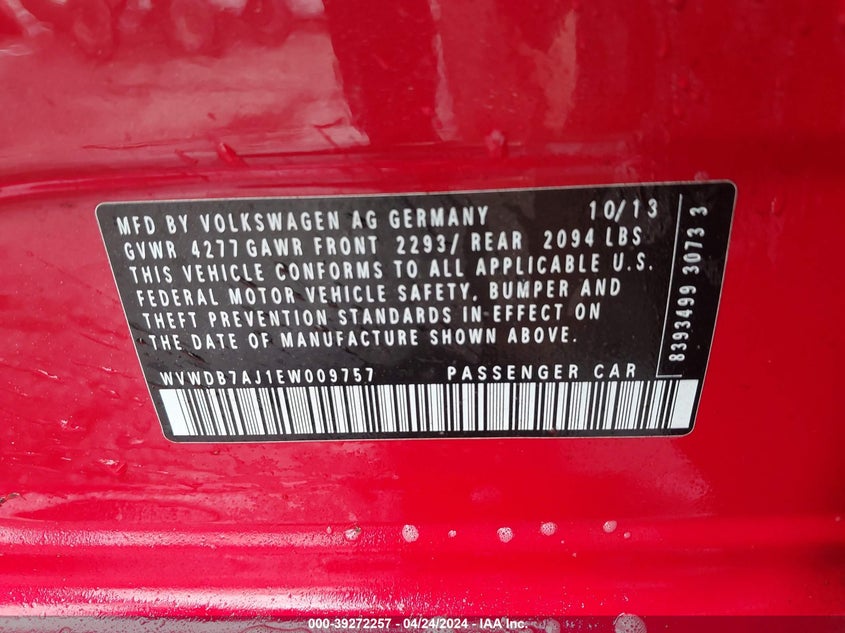 MFD BY VOLKSWAGEN AG GERMANY 10/13
GVWR 4277 GAWR FRONT 2293/ REAR 2094 LBS
THIS VEHICLE CONFORMS TO ALL APPLICABLE U.S.
FEDERAL MOTOR VEHICLE SAFETY, BUMPER AND
THEFT PREVENTION STANDARDS IN EFFECT ON
THE DATE OF MANUFACTURE SHOWN ABOVE.
WVWDB7AJ1EW009757 PASSENGER CAR
8393499 3073 3
000-39272257 - 04/24/2024 - IAA Inc.